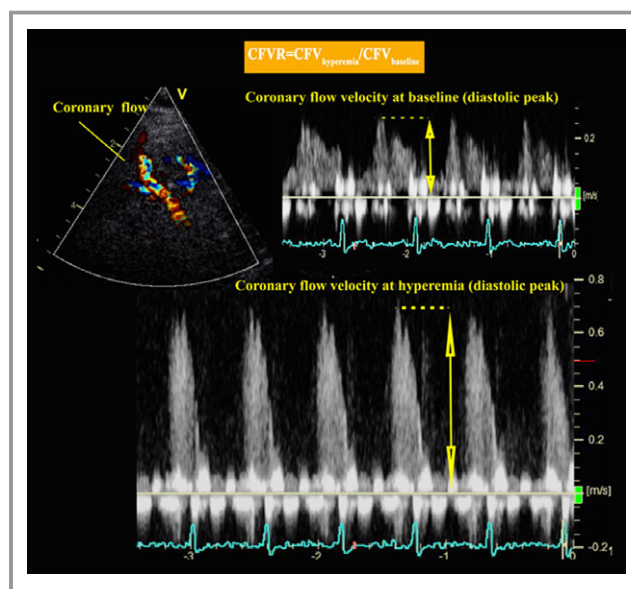 CFVR=CFVhyperemia/CFVbaseline
V
Coronary flow
Coronary flow velocity at baseline (diastolic peak)
0.2
[m/s]
-3
-2
-1
0
Coronary flow velocity at hyperemia (diastolic peak)
0.8
0.6
0.4
0.2
[m/s]
-0.2
-3
-2
-1
0